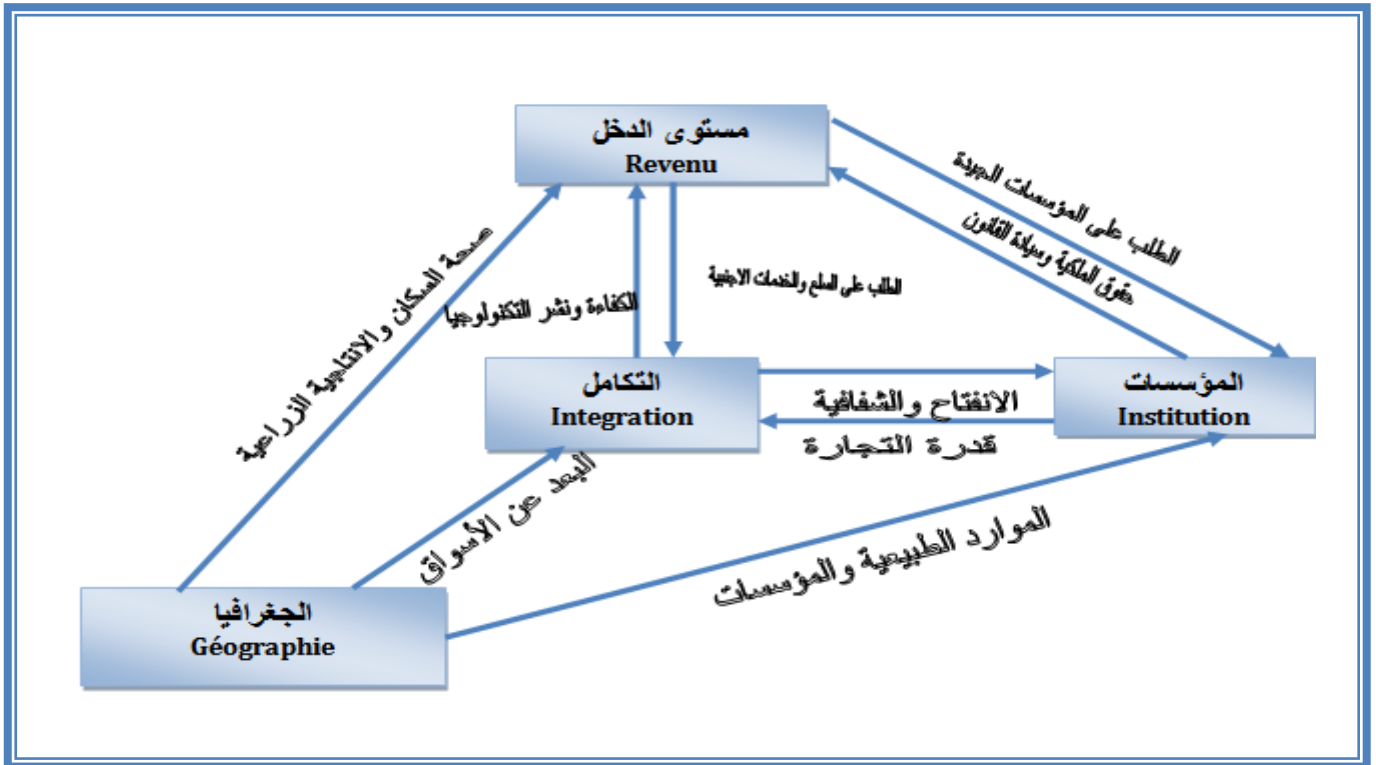 مستوى الدخل
Revenu
الطلب على المؤسسات الجيدة
حقوق الملكية وسيادة القانون
صحة السكان والانتاجية الزراعية
الكفاءة ونشر التكنولوجيا
الطلب على السلع والخدمات الاجنبية
التكامل
Integration
الانفتاح والشفافية
قدرة التجارة
المؤسسات
Institution
البعد عن الأسواق
الموارد الطبيعية والمؤسسات
الجغرافيا
Géographie